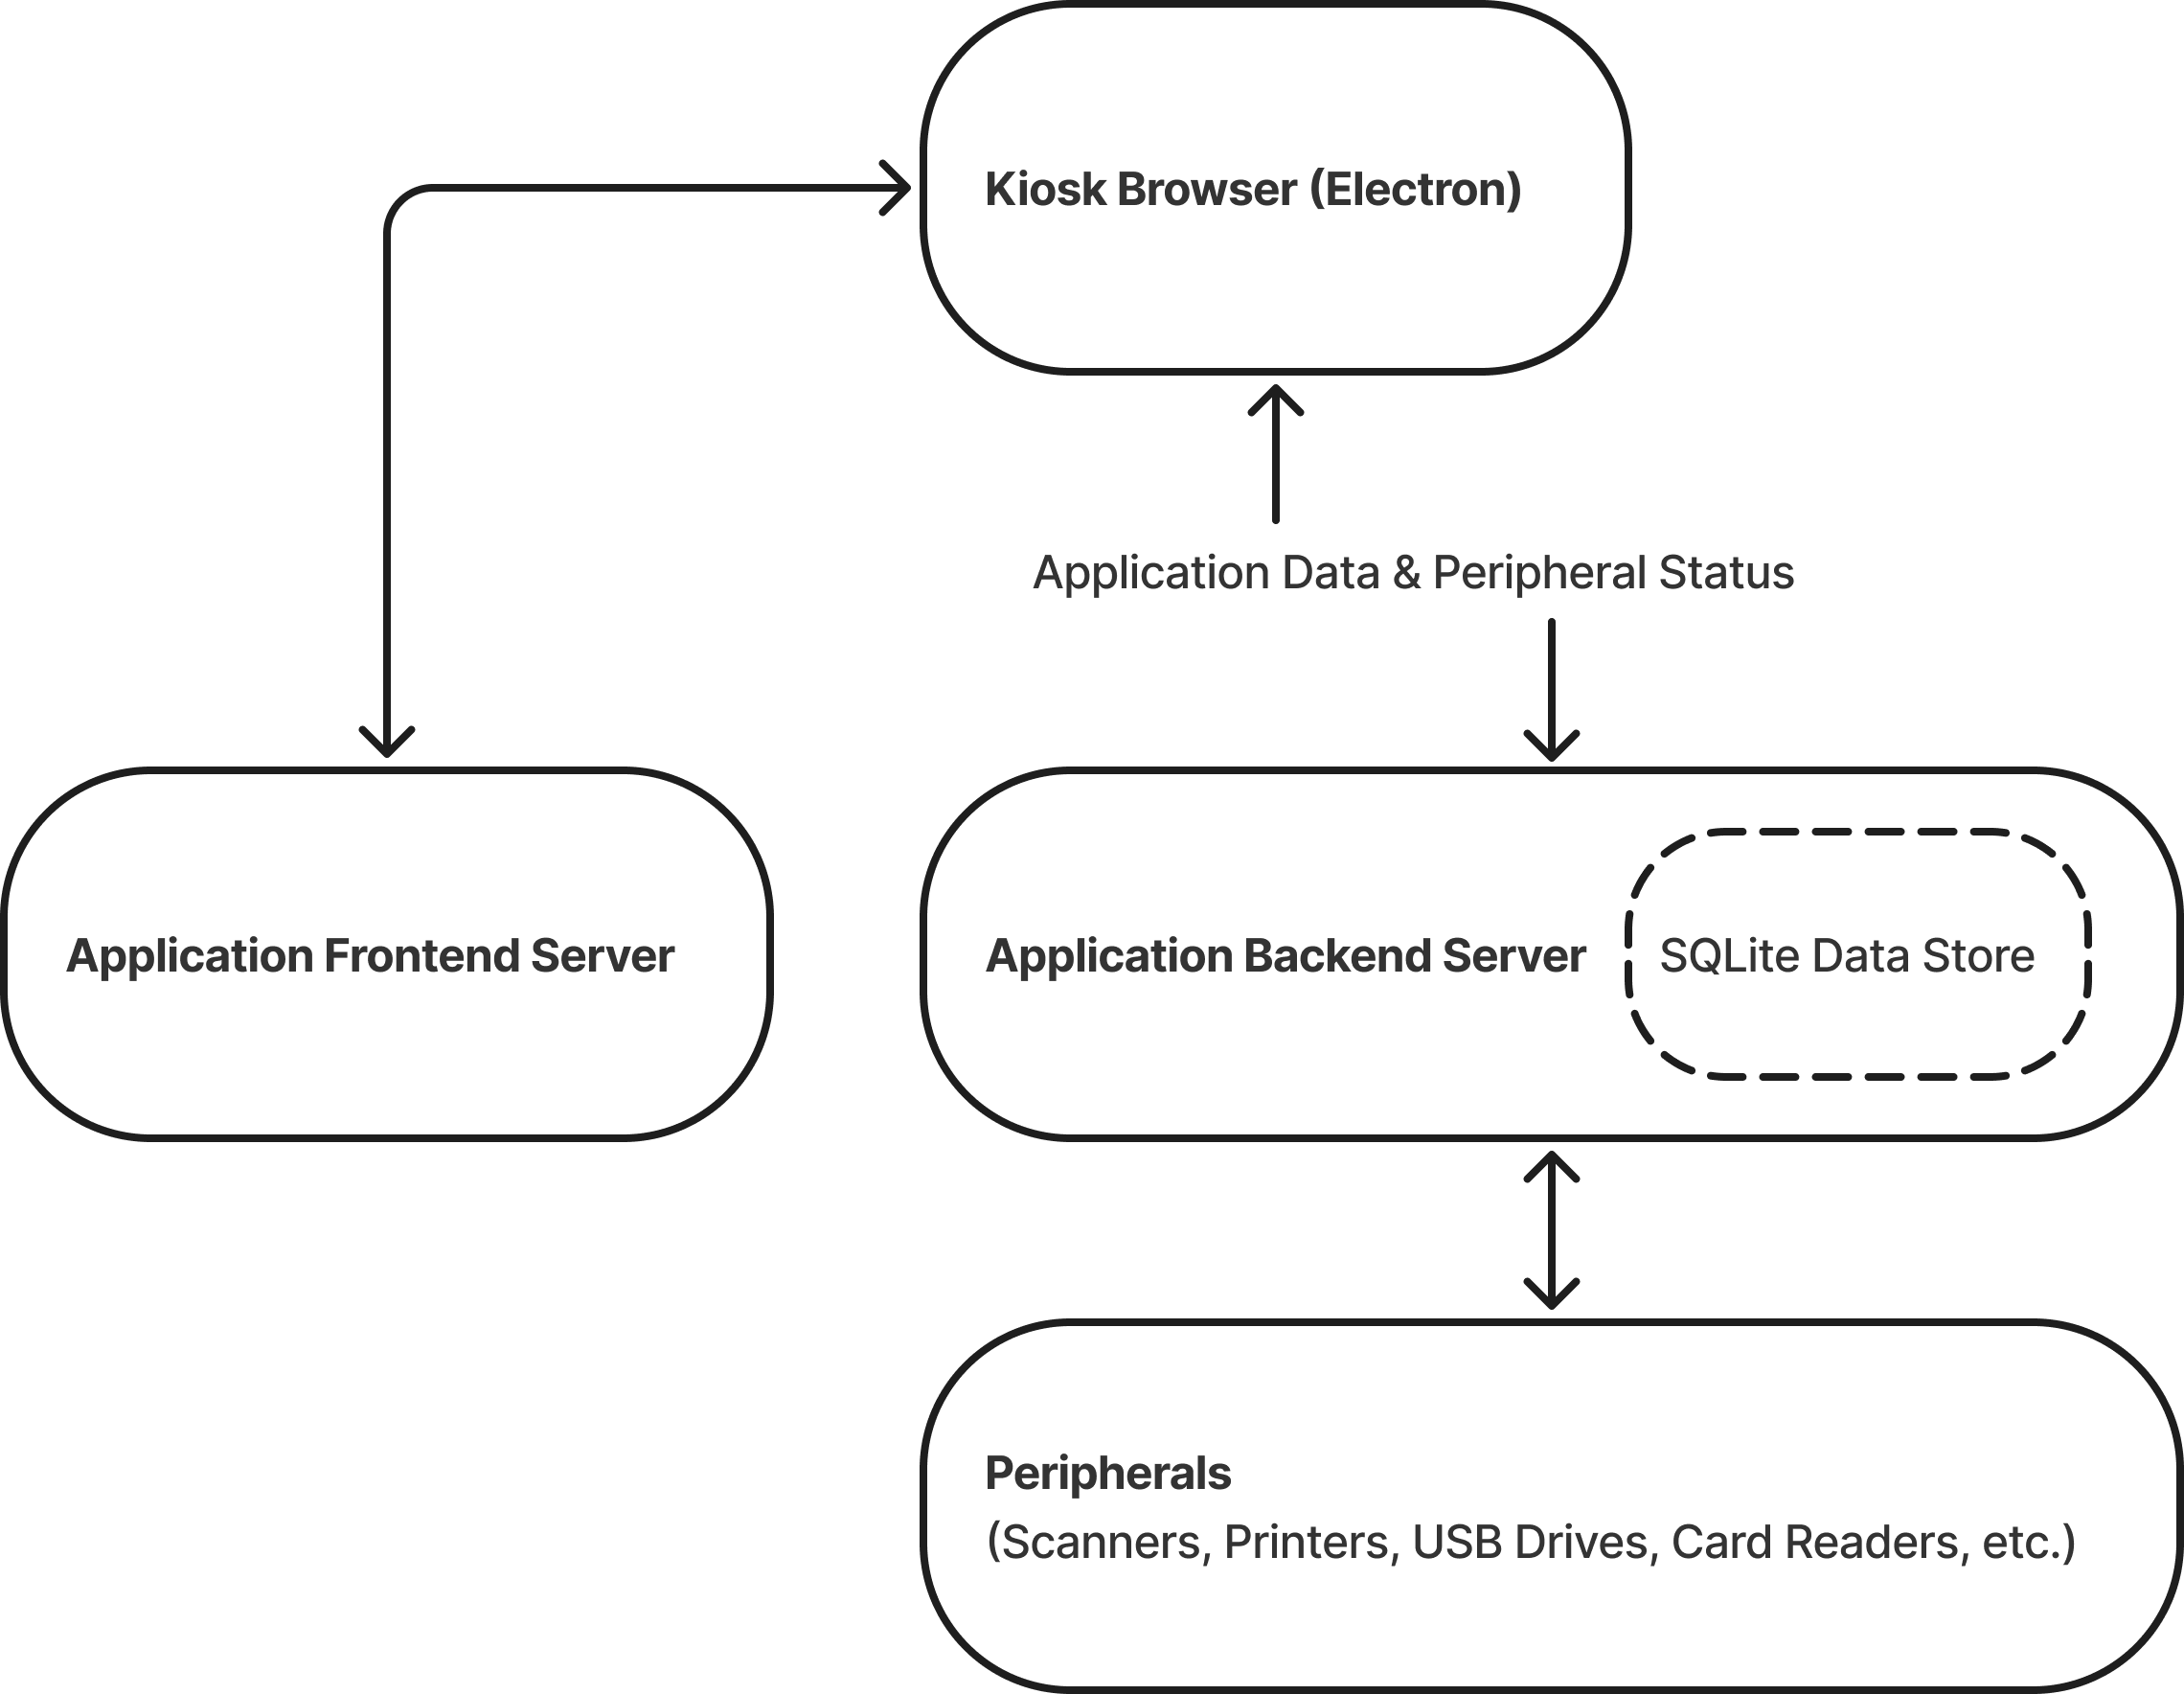 Kiosk Browser (Electron)
Application Data & Peripheral Status
Application Frontend Server
Application Backend Server
SQLite Data Store
Peripherals
(Scanners, Printers, USB Drives, Card Readers, etc.)